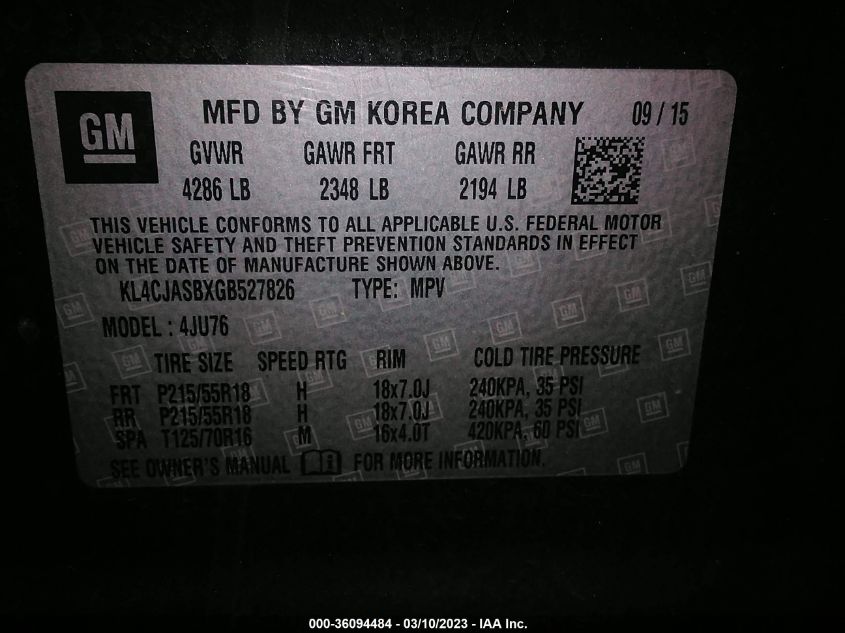 GM
MFD BY GM KOREA COMPANY 09 / 15
GVWR GAWR FRT GAWR RR
4286 LB 2348 LB 2194 LB
THIS VEHICLE CONFORMS TO ALL APPLICABLE U.S. FEDERAL MOTOR
VEHICLE SAFETY AND THEFT PREVENTION STANDARDS IN EFFECT
ON THE DATE OF MANUFACTURE SHOWN ABOVE.
KL4CJASBXGB527826 TYPE: MPV
MODEL : 4JU76
TIRE SIZE SPEED RTG RIM COLD TIRE PRESSURE
FRT P215/55R18 H 18x7.0J 240KPA, 35 PSI
RR P215/55R18 H 18x7.0J 240KPA, 35 PSI
SPA T125/70R16 M 16x4.0T 420KPA, 60 PSI
SEE OWNER'S MANUAL FOR MORE INFORMATION.
000-36094484 - 03/10/2023 - IAA Inc.